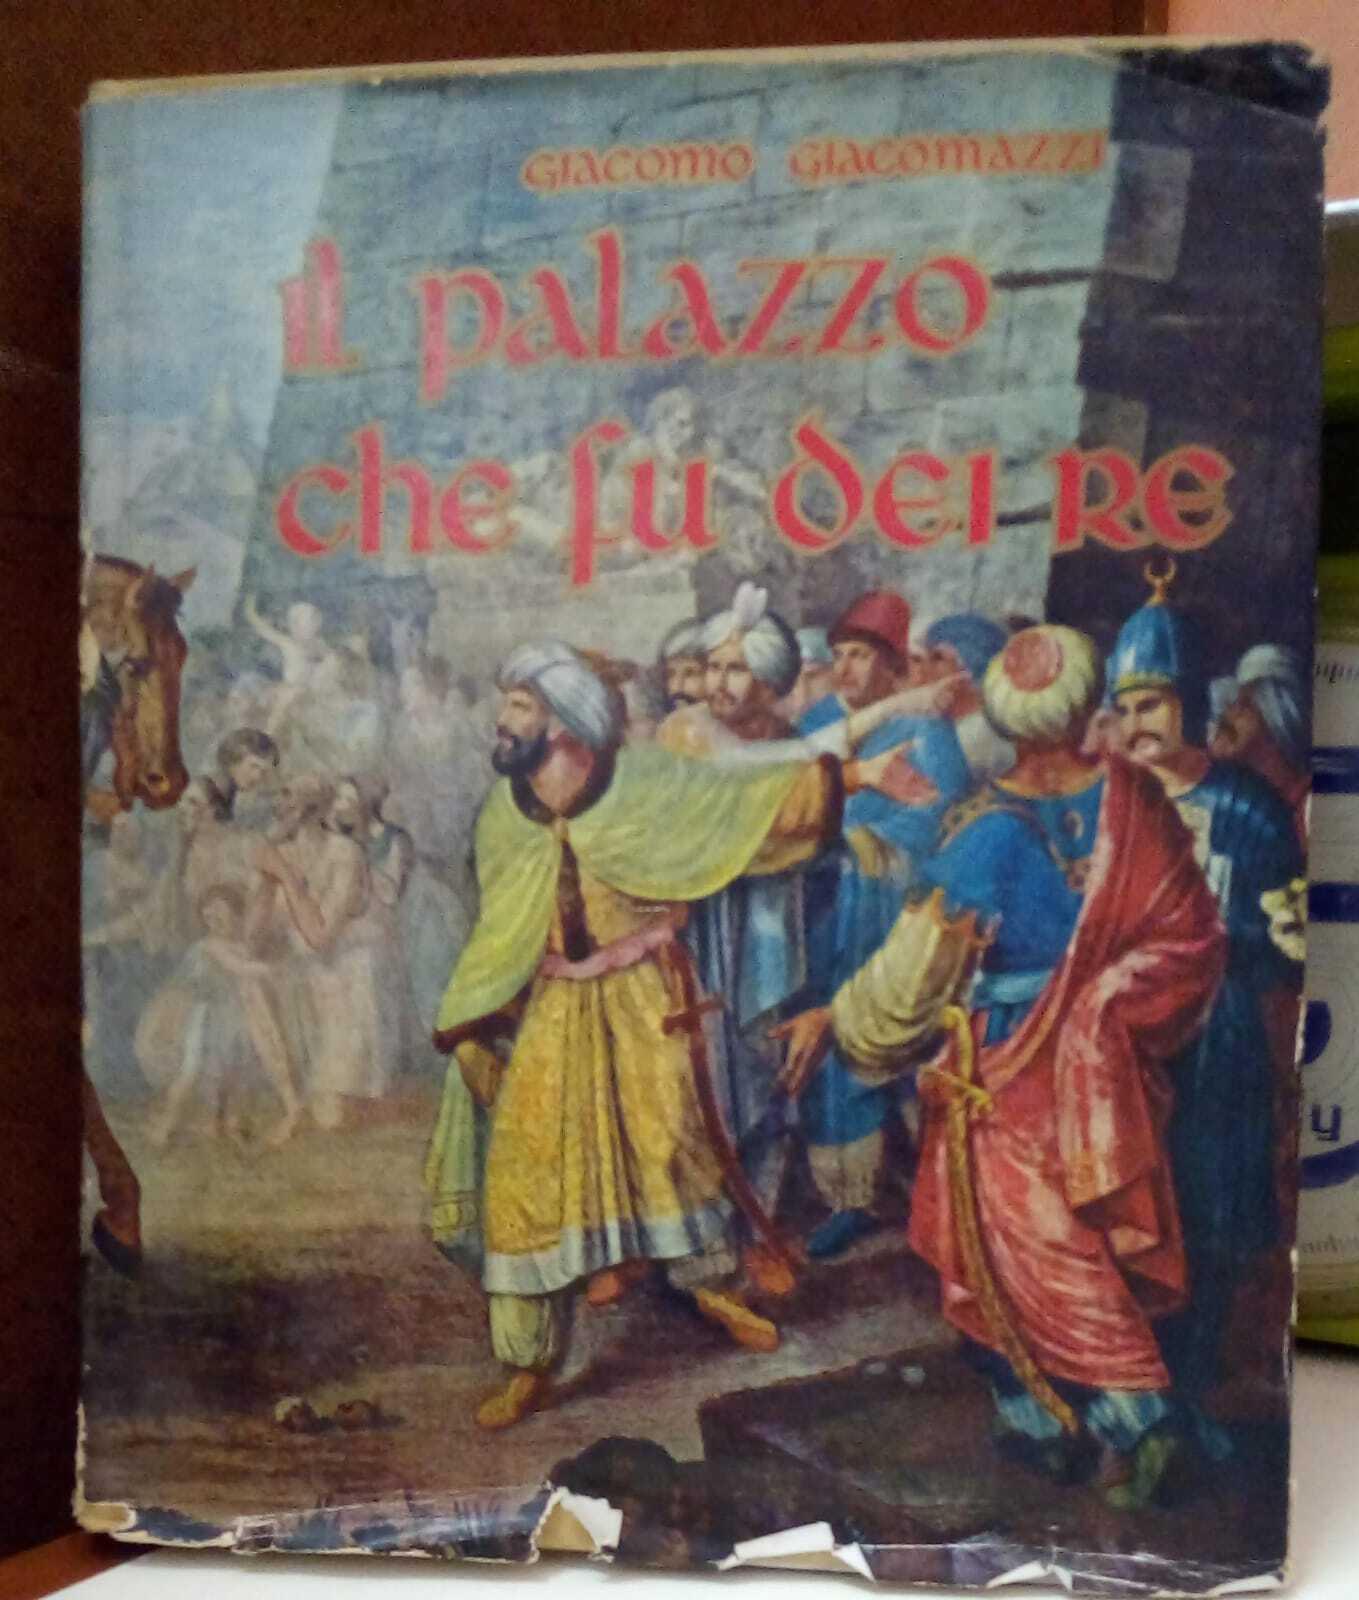 GIACOMO GIACOMAZZI
il palazzo
che fu dei RE
y